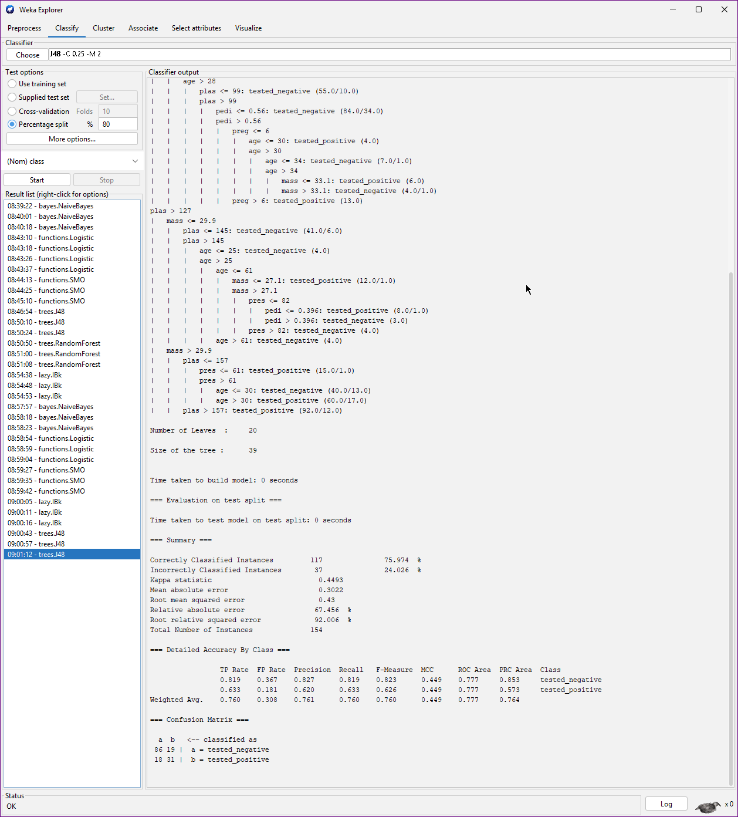 Weka Explorer
Preprocess Classify Cluster Associate Select attributes Visualize
Classifier
Choose J48 -C 0.25 -M 2
Test options
Use training set
Supplied test set Set...
Cross-validation Folds 10
Percentage split % 80
More options...
(Nom) class
Start Stop
Result list (right-click for options)
08:39:22 - bayes.NaiveBayes
08:40:01 - bayes.NaiveBayes
08:40:18 - bayes.NaiveBayes
08:43:10 - functions.Logistic
08:43:18 - functions.Logistic
08:43:26 - functions.Logistic
08:43:37 - functions.Logistic
08:44:13 - functions.SMO
08:44:25 - functions.SMO
08:45:10 - functions.SMO
08:46:54 - trees.J48
08:50:10 - trees.J48
08:50:24 - trees.J48
08:50:50 - trees.RandomForest
08:51:00 - trees.RandomForest
08:51:08 - trees.RandomForest
08:54:38 - lazy.IBk
08:54:48 - lazy.IBk
08:54:53 - lazy.IBk
08:57:57 - bayes.NaiveBayes
08:58:18 - bayes.NaiveBayes
08:58:23 - bayes.NaiveBayes
08:58:54 - functions.Logistic
08:58:59 - functions.Logistic
08:59:04 - functions.Logistic
08:59:27 - functions.SMO
08:59:35 - functions.SMO
08:59:42 - functions.SMO
09:00:05 - lazy.IBk
09:00:11 - lazy.IBk
09:00:16 - lazy.IBk
09:00:43 - trees.J48
09:00:57 - trees.J48
09:01:12 - trees.J48
Classifier output
| | age > 28
| | | plas <= 99: tested_negative (55.0/10.0)
| | | plas > 99
| | | | pedi <= 0.56: tested_negative (84.0/34.0)
| | | | pedi > 0.56
| | | | | preg <= 6
| | | | | | age <= 30: tested_positive (4.0)
| | | | | | age > 30
| | | | | | | age <= 34: tested_negative (7.0/1.0)
| | | | | | | age > 34
| | | | | | | | mass <= 33.1: tested_positive (6.0)
| | | | | | | | mass > 33.1: tested_negative (4.0/1.0)
| | | | | preg > 6: tested_positive (13.0)
plas > 127
| mass <= 29.9
| | plas <= 145: tested_negative (41.0/6.0)
| | plas > 145
| | | age <= 25: tested_negative (4.0)
| | | age > 25
| | | | age <= 61
| | | | | mass <= 27.1: tested_positive (12.0/1.0)
| | | | | mass > 27.1
| | | | | | pres <= 82
| | | | | | | pedi <= 0.396: tested_positive (8.0/1.0)
| | | | | | | pedi > 0.396: tested_negative (3.0)
| | | | | | pres > 82: tested_negative (4.0)
| | | | age > 61: tested_negative (4.0)
| mass > 29.9
| | plas <= 157
| | | pres <= 61: tested_positive (15.0/1.0)
| | | pres > 61
| | | | age <= 30: tested_negative (40.0/13.0)
| | | | age > 30: tested_positive (60.0/17.0)
| | plas > 157: tested_positive (92.0/12.0)
Number of Leaves : 20
Size of the tree : 39
Time taken to build model: 0 seconds
=== Evaluation on test split ===
Time taken to test model on test split: 0 seconds
=== Summary ===
Correctly Classified Instances 117 75.974 %
Incorrectly Classified Instances 37 24.026 %
Kappa statistic 0.4493
Mean absolute error 0.3022
Root mean squared error 0.43
Relative absolute error 67.456 %
Root relative squared error 92.006 %
Total Number of Instances 154
=== Detailed Accuracy By Class ===
TP Rate FP Rate Precision Recall F-Measure MCC ROC Area PRC Area Class
0.819 0.367 0.827 0.819 0.823 0.449 0.777 0.853 tested_negative
0.633 0.181 0.620 0.633 0.626 0.449 0.777 0.573 tested_positive
Weighted Avg. 0.760 0.308 0.761 0.760 0.760 0.449 0.777 0.764
=== Confusion Matrix ===
a b <-- classified as
86 19 | a = tested_negative
18 31 | b = tested_positive
Status
OK
Log
x 0